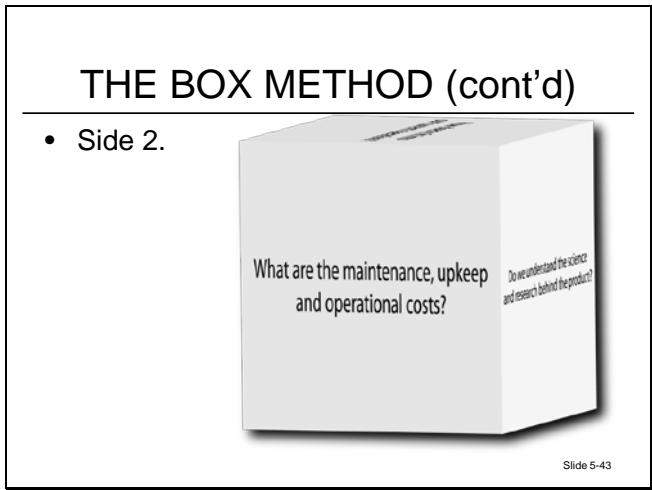 THE BOX METHOD (cont'd)
• Side 2.
What are the maintenance, upkeep
and operational costs?
Do we understand the science
and research behind the product?
Slide 5-43